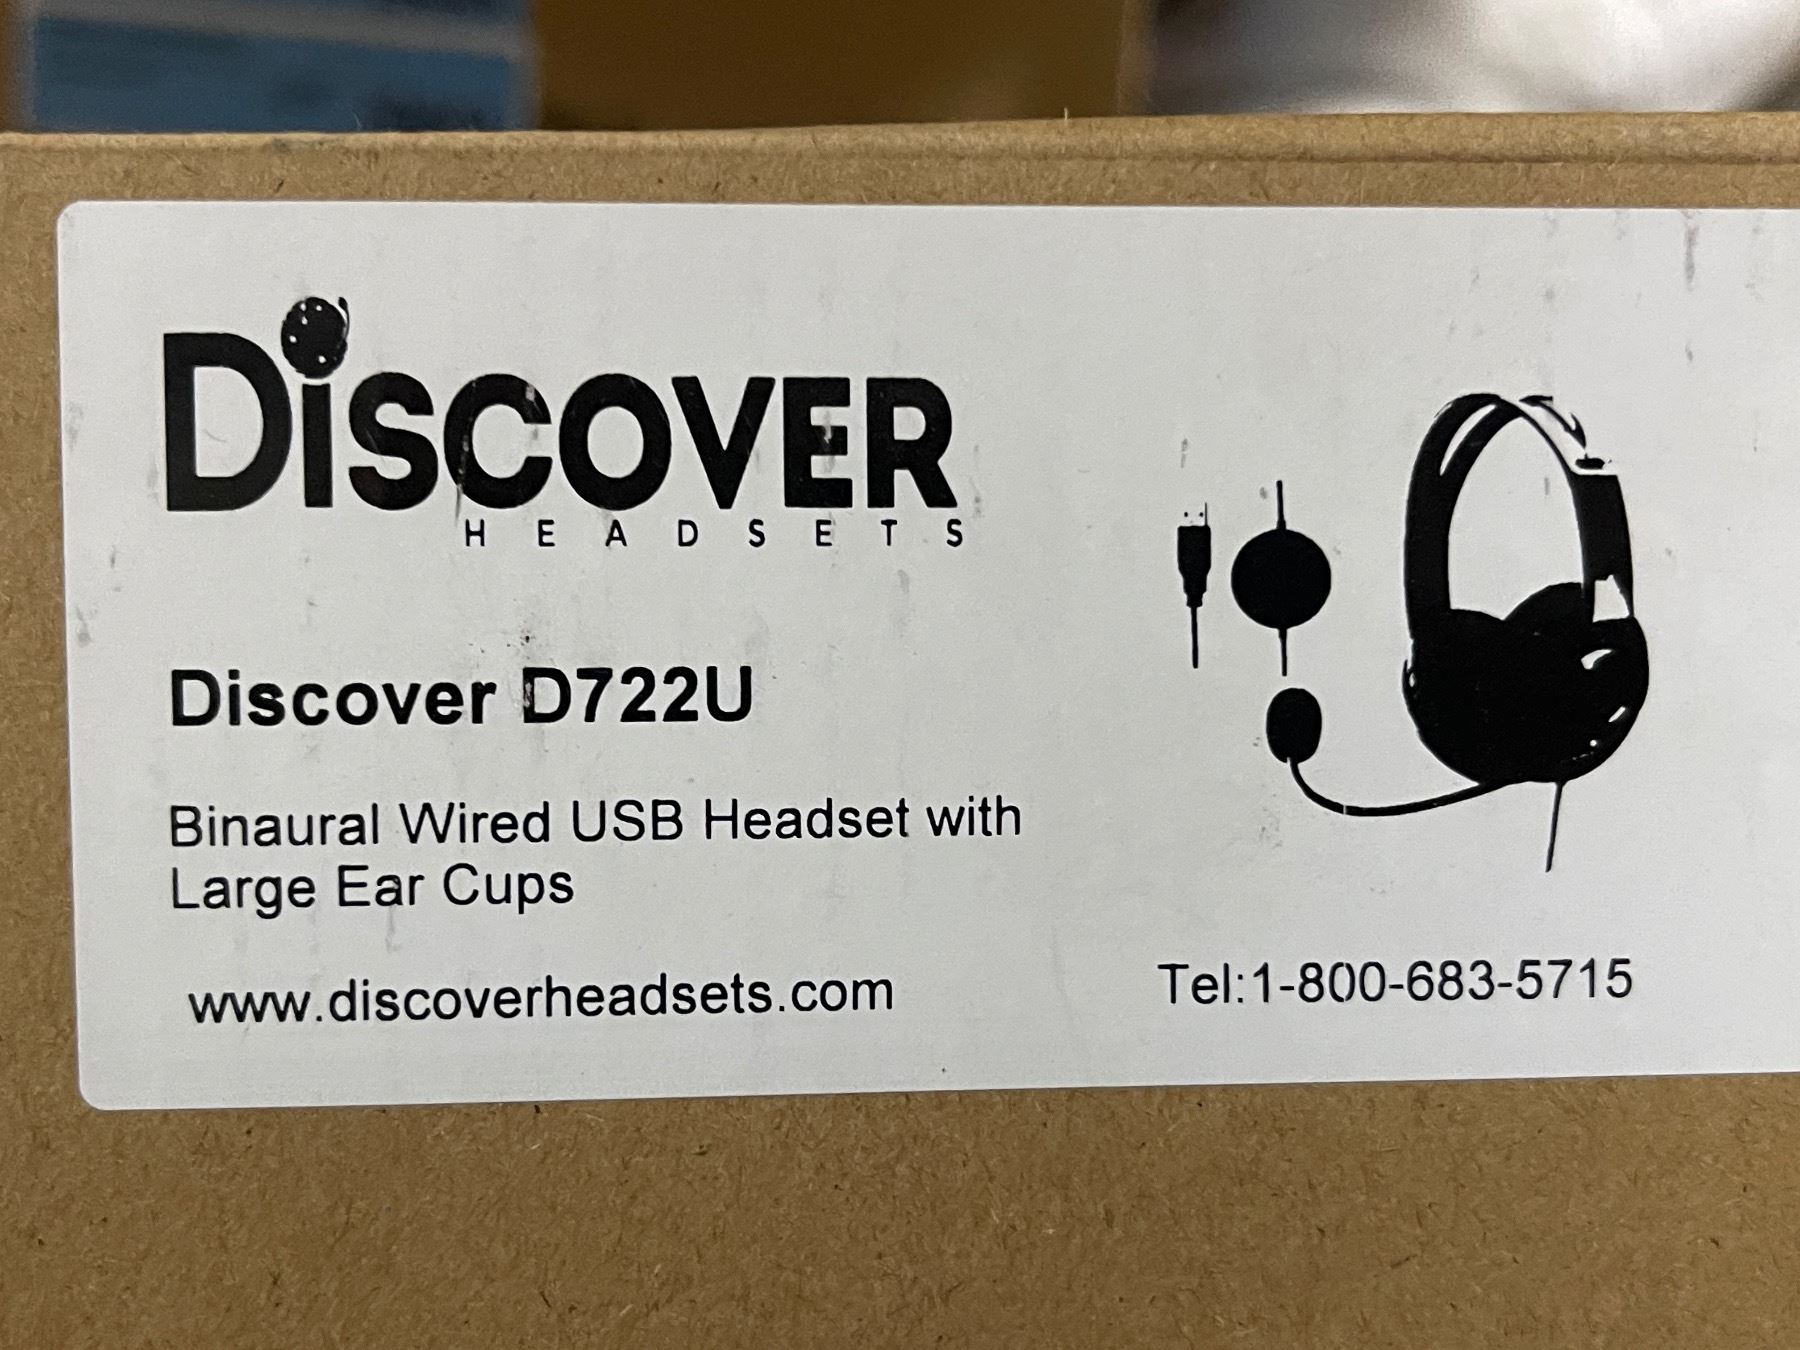 DiSCOVER
HEADSETS
Discover D722U
Binaural Wired USB Headset with
Large Ear Cups
www.discoverheadsets.com
Tel:1-800-683-5715